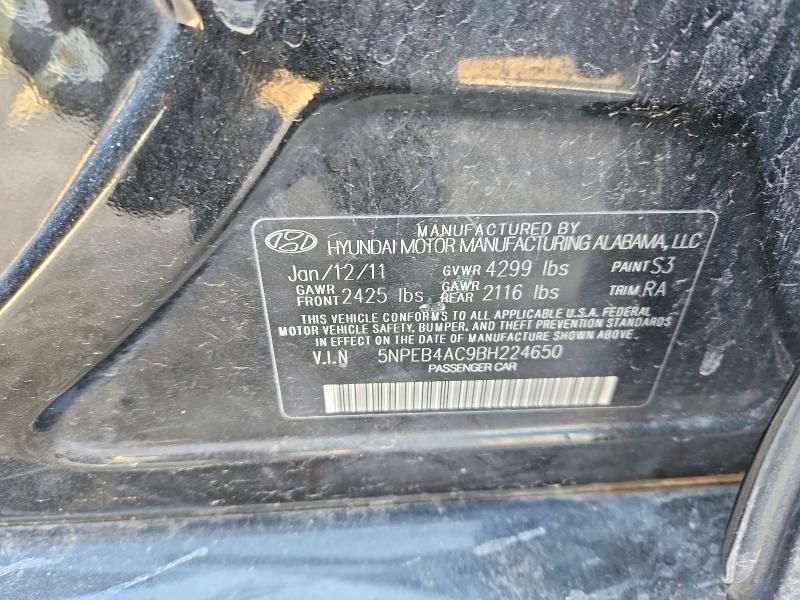 MANUFACTURED BY
HYUNDAI MOTOR MANUFACTURING ALABAMA, LLC
Jan/12/11 GVWR 4299 lbs PAINT S3
GAWR FRONT 2425 lbs GAWR REAR 2116 lbs TRIM RA
THIS VEHICLE CONFORMS TO ALL APPLICABLE U.S.A. FEDERAL
MOTOR VEHICLE SAFETY, BUMPER, AND THEFT PREVENTION STANDARDS
IN EFFECT ON THE DATE OF MANUFACTURE SHOWN ABOVE.
V.I.N 5NPEB4AC9BH224650
PASSENGER CAR